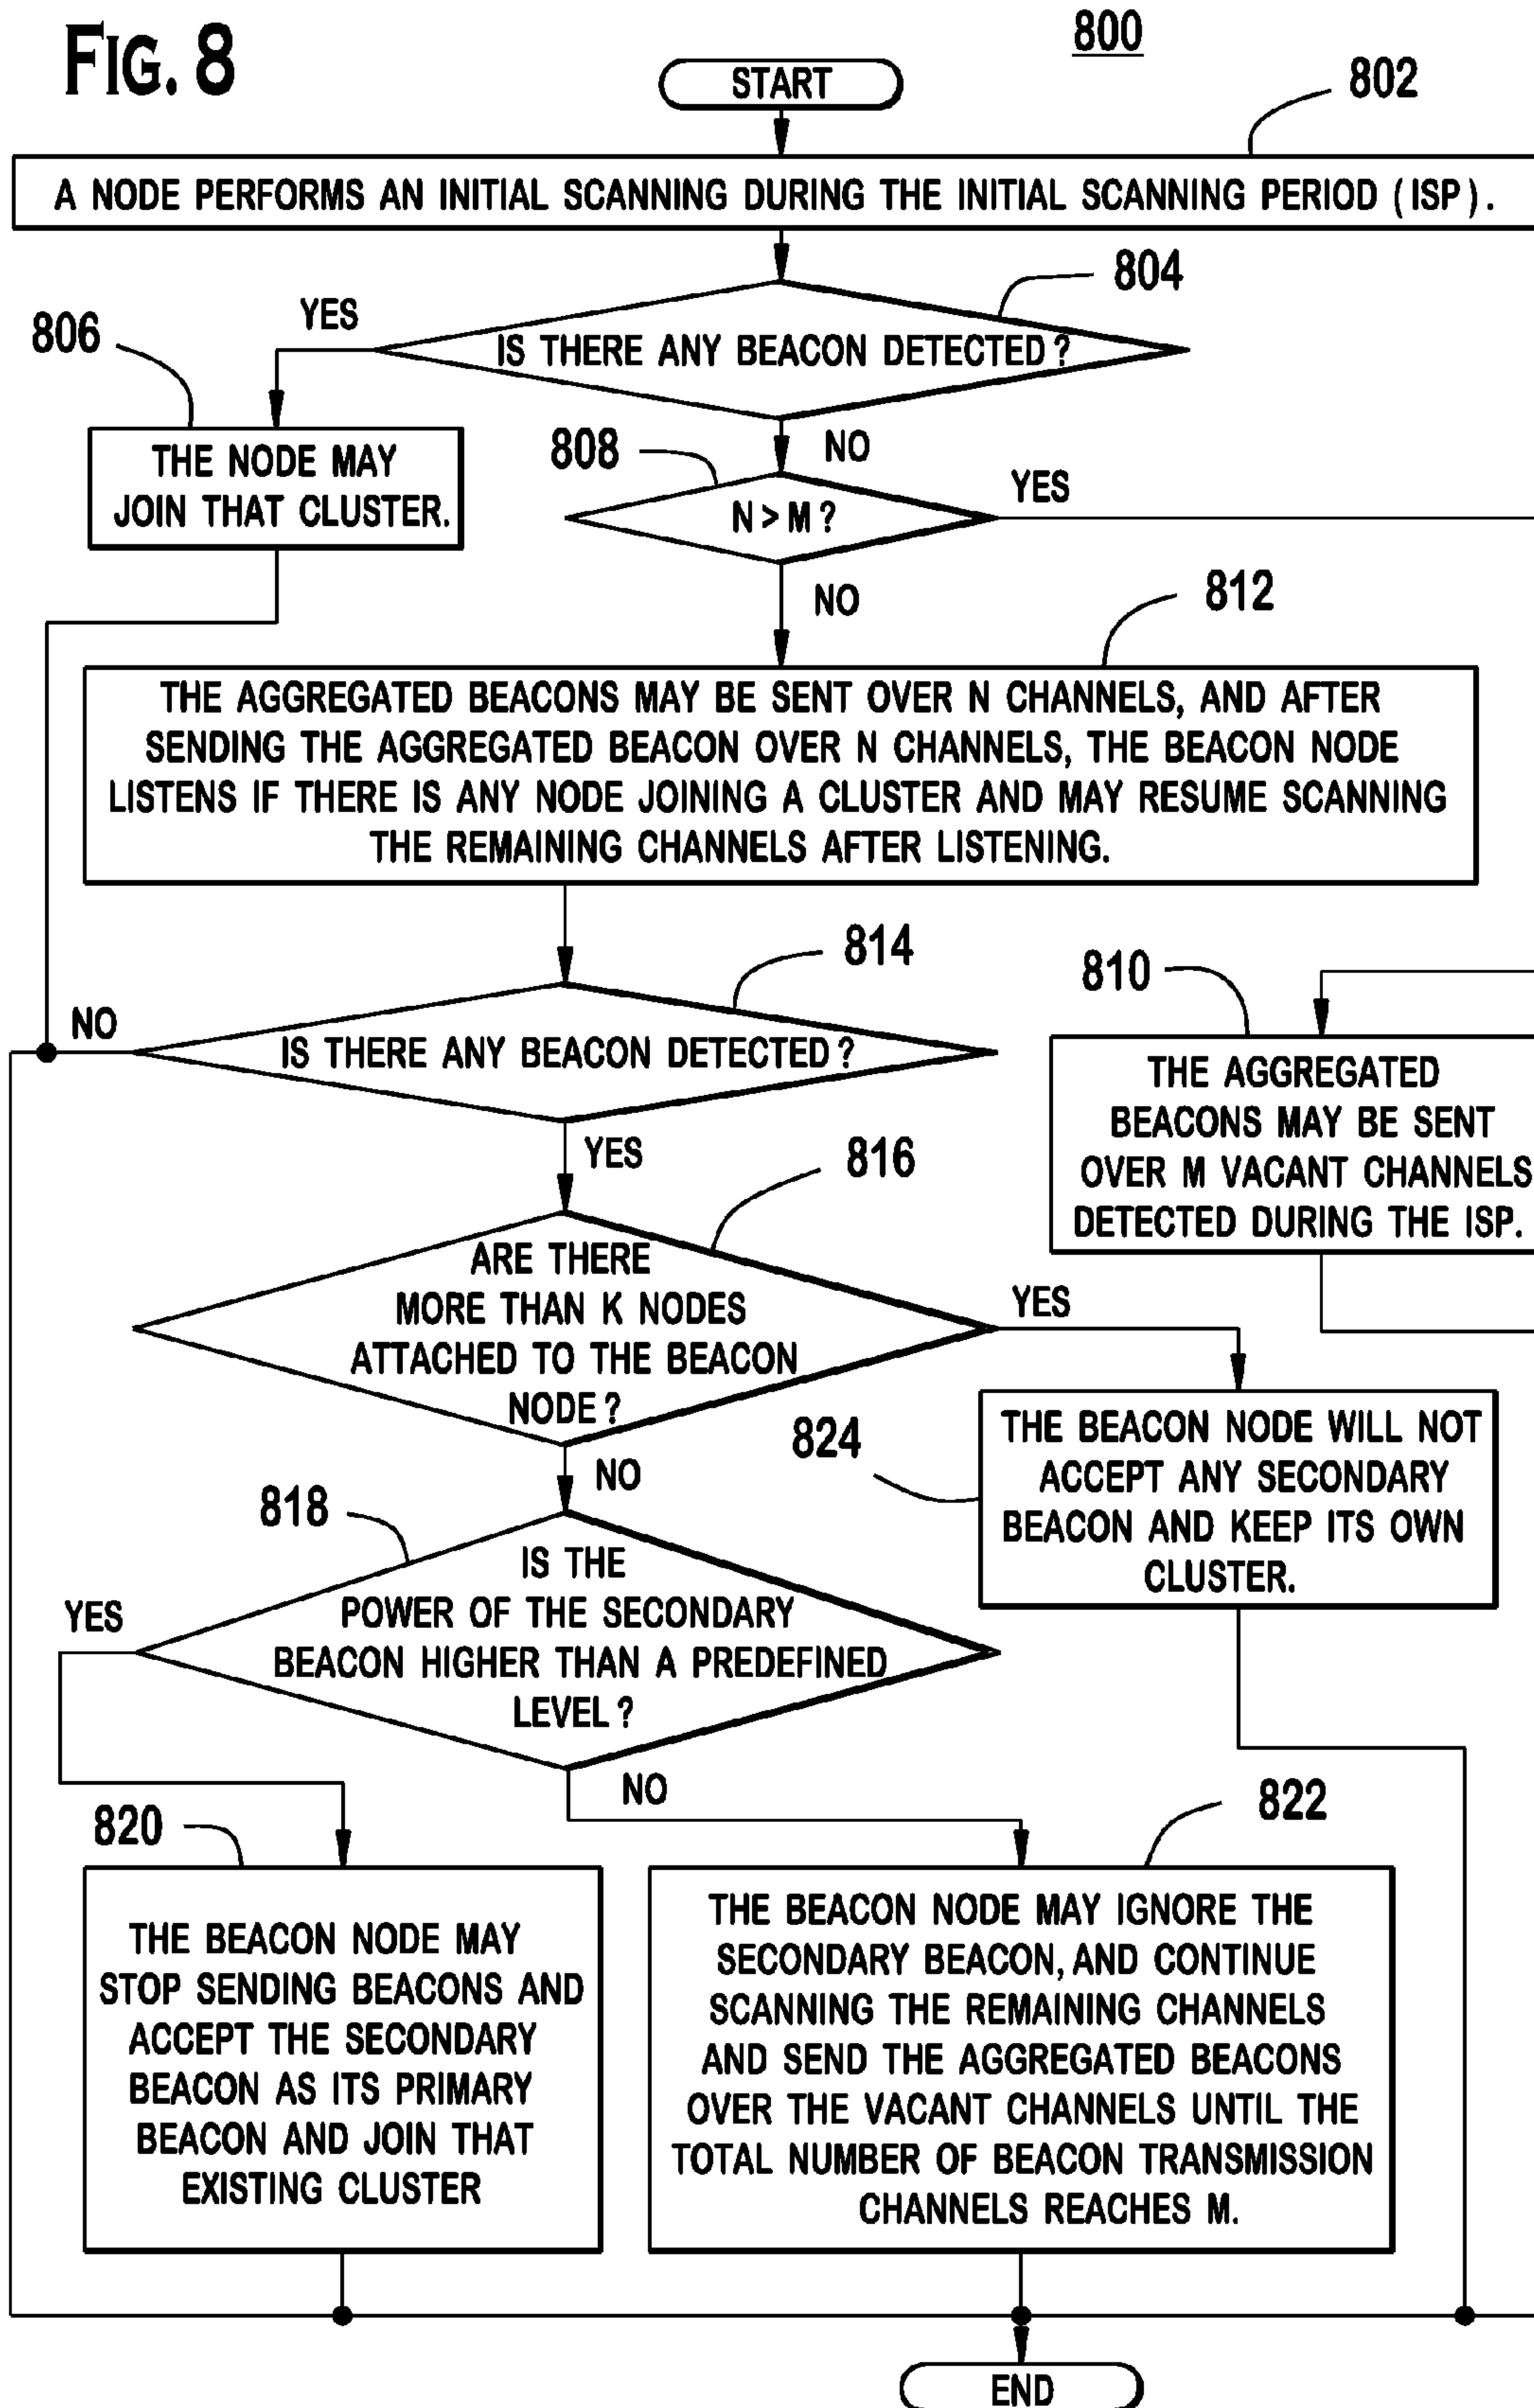 FIG. 8
800
START
802
A NODE PERFORMS AN INITIAL SCANNING DURING THE INITIAL SCANNING PERIOD (ISP).
804
YES
806
IS THERE ANY BEACON DETECTED?
THE NODE MAY
JOIN THAT CLUSTER.
NO
808
YES
N > M?
NO
812
THE AGGREGATED BEACONS MAY BE SENT OVER N CHANNELS, AND AFTER
SENDING THE AGGREGATED BEACON OVER N CHANNELS, THE BEACON NODE
LISTENS IF THERE IS ANY NODE JOINING A CLUSTER AND MAY RESUME SCANNING
THE REMAINING CHANNELS AFTER LISTENING.
814
NO
IS THERE ANY BEACON DETECTED?
810
THE AGGREGATED
BEACONS MAY BE SENT
OVER M VACANT CHANNELS
DETECTED DURING THE ISP.
YES
816
ARE THERE
MORE THAN K NODES
ATTACHED TO THE BEACON
NODE?
YES
824
THE BEACON NODE WILL NOT
ACCEPT ANY SECONDARY
BEACON AND KEEP ITS OWN
CLUSTER.
NO
818
IS THE
POWER OF THE SECONDARY
BEACON HIGHER THAN A PREDEFINED
LEVEL?
YES
NO
820
THE BEACON NODE MAY
STOP SENDING BEACONS AND
ACCEPT THE SECONDARY
BEACON AS ITS PRIMARY
BEACON AND JOIN THAT
EXISTING CLUSTER
822
THE BEACON NODE MAY IGNORE THE
SECONDARY BEACON, AND CONTINUE
SCANNING THE REMAINING CHANNELS
AND SEND THE AGGREGATED BEACONS
OVER THE VACANT CHANNELS UNTIL THE
TOTAL NUMBER OF BEACON TRANSMISSION
CHANNELS REACHES M.
END